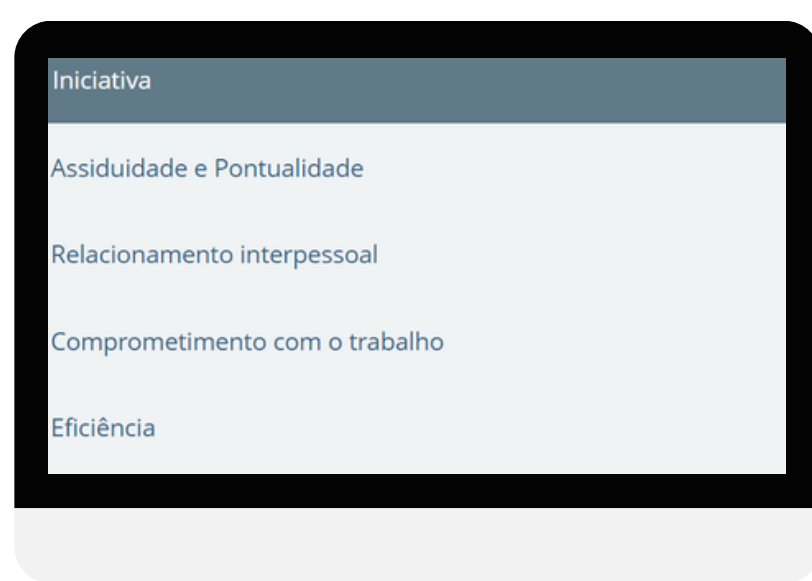 Iniciativa
Assiduidade e Pontualidade
Relacionamento interpessoal
Comprometimento com o trabalho
Eficiência